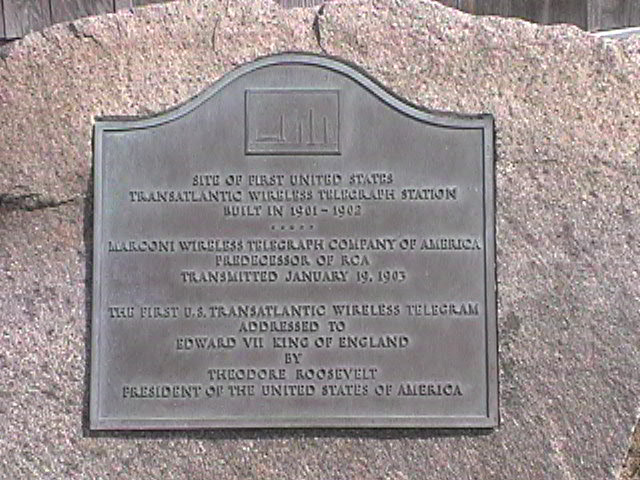 SITE OF FIRST UNITED STATES
TRANSATLANTIC WIRELESS TELEGRAPH STATION
BUILT IN 1901-1902
.....
MARCONI WIRELESS TELEGRAPH COMPANY OF AMERICA
PREDECESSOR OF RCA
TRANSMITTED JANUARY 19, 1903
THE FIRST U.S. TRANSATLANTIC WIRELESS TELEGRAM
ADDRESSED TO
EDWARD VII KING OF ENGLAND
BY
THEODORE ROOSEVELT
PRESIDENT OF THE UNITED STATES OF AMERICA